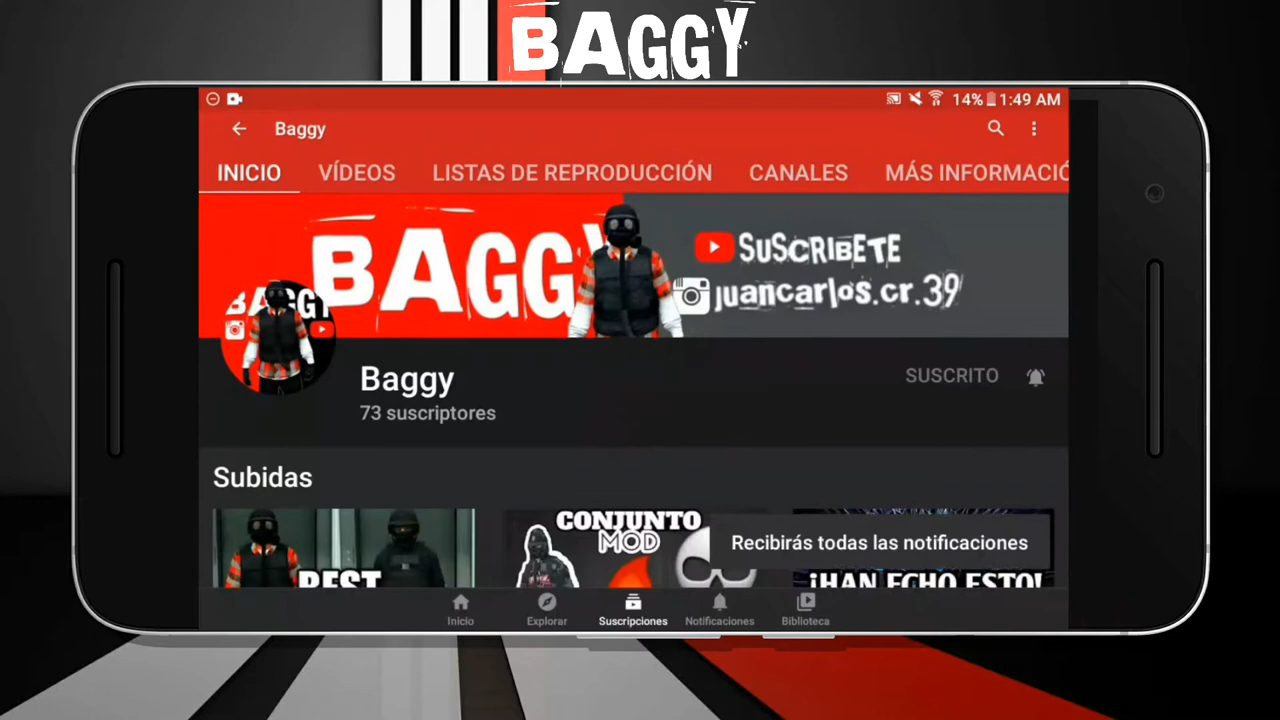 BAGGY
14% 1:49 AM
Baggy
INICIO VÍDEOS LISTAS DE REPRODUCCIÓN CANALES MÁS INFORMACIÓ
BAGGY
SUSCRIBETE
juancarlos.cr.39
BAGGY
Baggy
SUSCRITO
73 suscriptores
Subidas
CONJUNTO
MOD
BEST
Recibirás todas las notificaciones
¡HAN ECHO ESTO!
Inicio Explorar Suscripciones Notificaciones Biblioteca